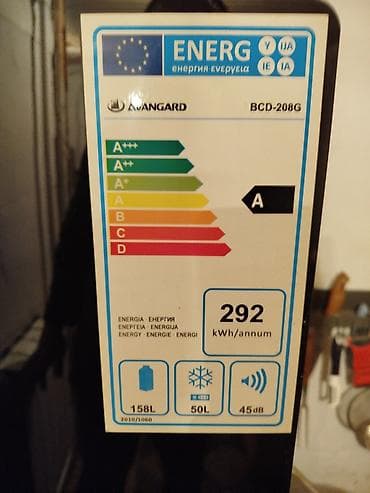 ENERG
Y UA
IE IA
енергия ενεργεια
AVANGARD BCD-208G
A+++
A++
A+
A
B
C
D
A
ENERGIA · ЕНЕРГИЯ
ΕΝΕΡΓΕΙΑ · ENERGIJA
ENERGY · ENERGIE · ENERGI
292
kWh/annum
158L
50L
45dB
2010/1060